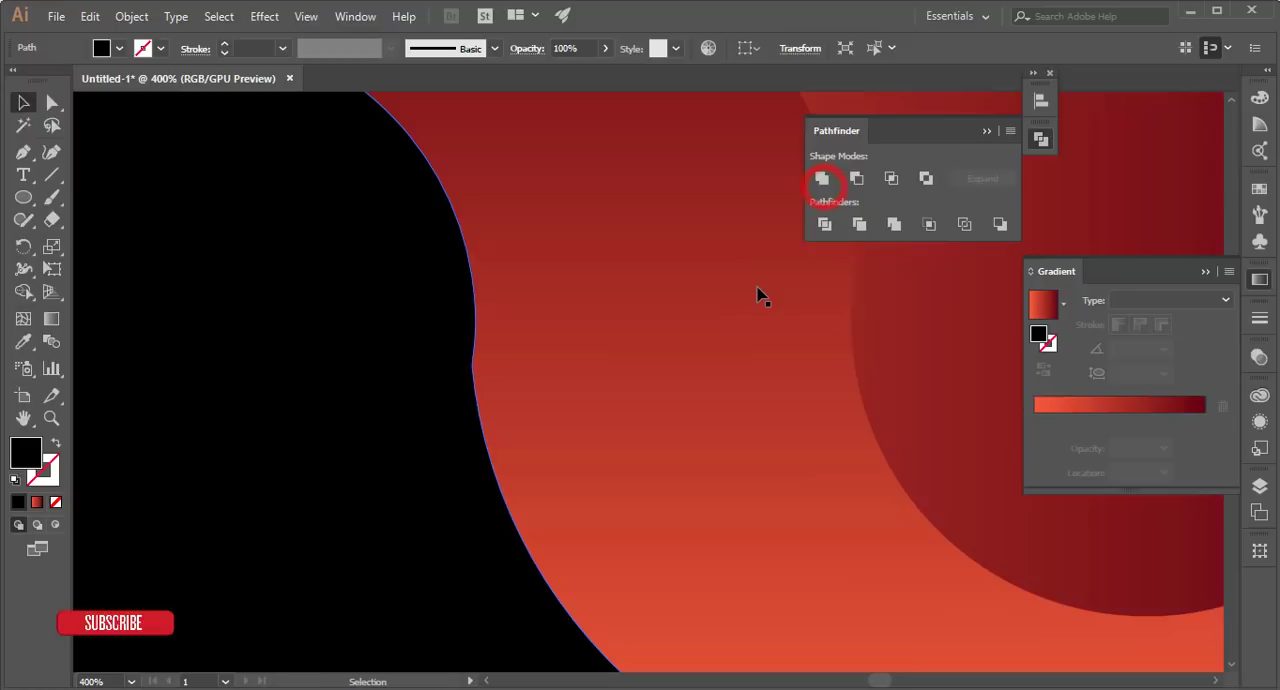 Ai File Edit Object Type Select Effect View Window Help Br St Essentials Search Adobe Help
Path Stroke: Basic Opacity: 100% Style: Transform
Untitled-1* @ 400% (RGB/GPU Preview)
Pathfinder
Shape Modes:
Expand
Pathfinders:
Gradient
Type:
Stroke:
Opacity:
Location:
SUBSCRIBE
400% 1 Selection